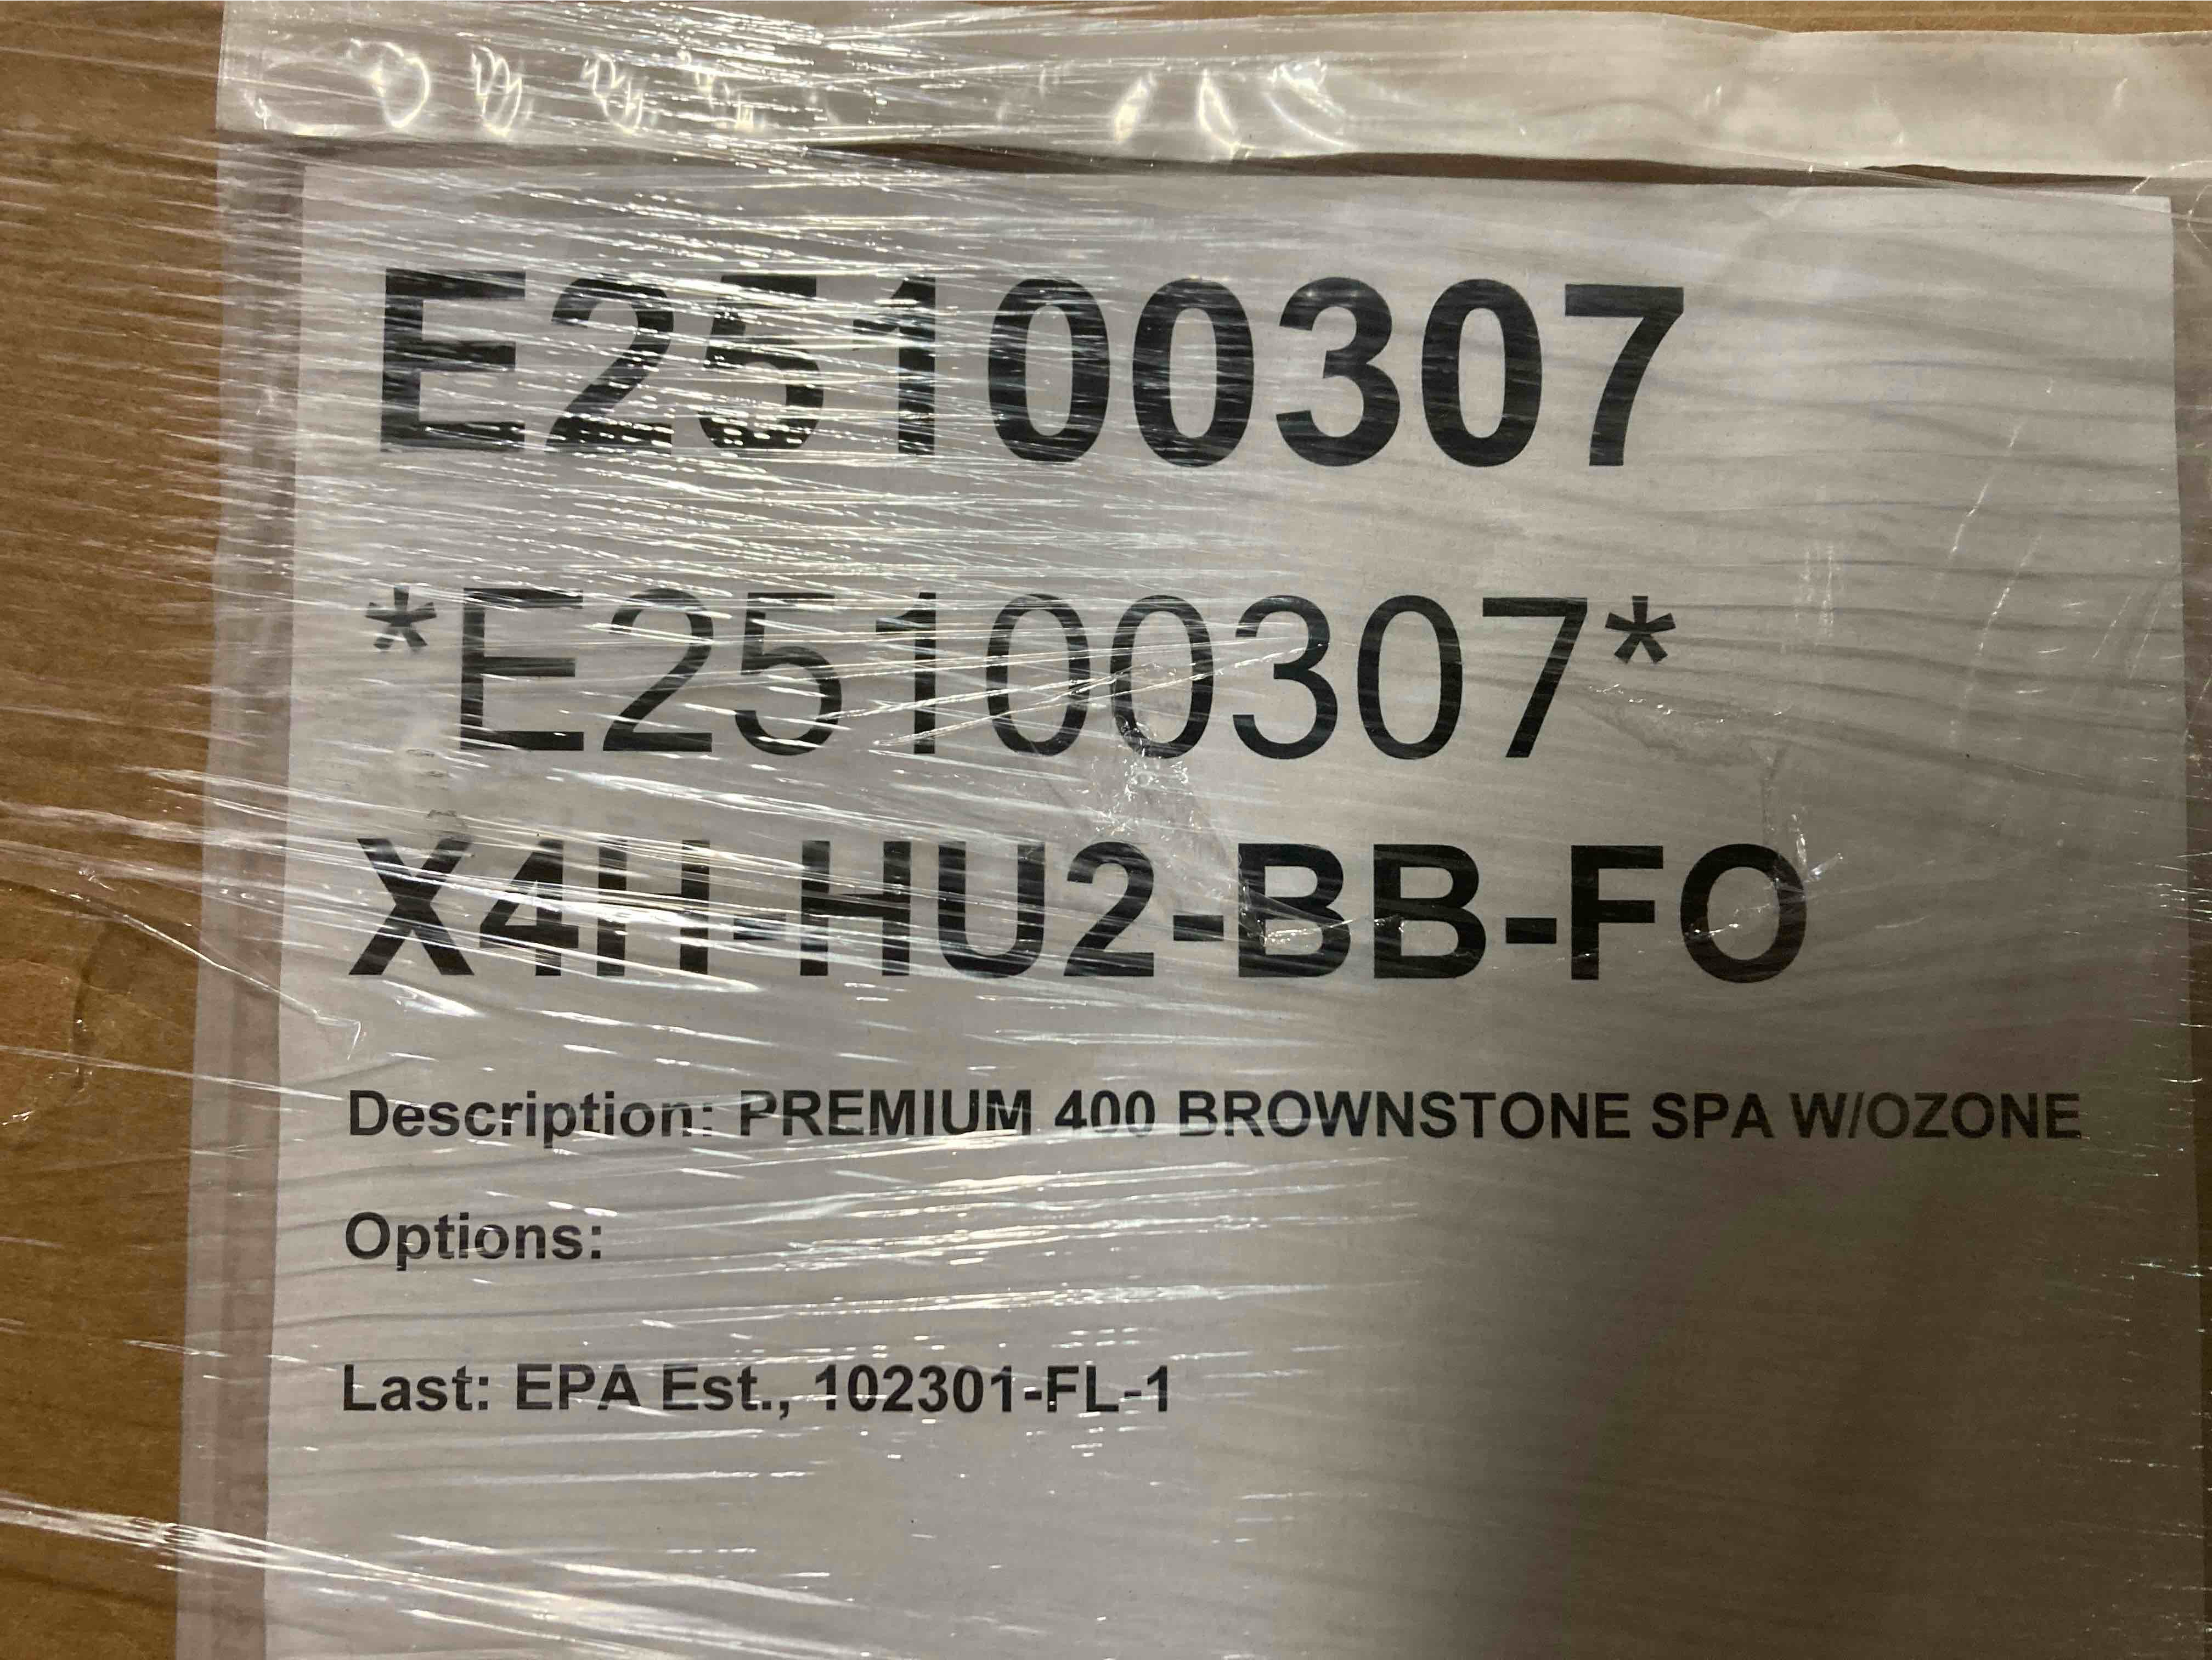 E25100307
*E25100307*
X4H-HU2-BB-FO
Description: PREMIUM 400 BROWNSTONE SPA W/OZONE
Options:
Last: EPA Est., 102301-FL-1